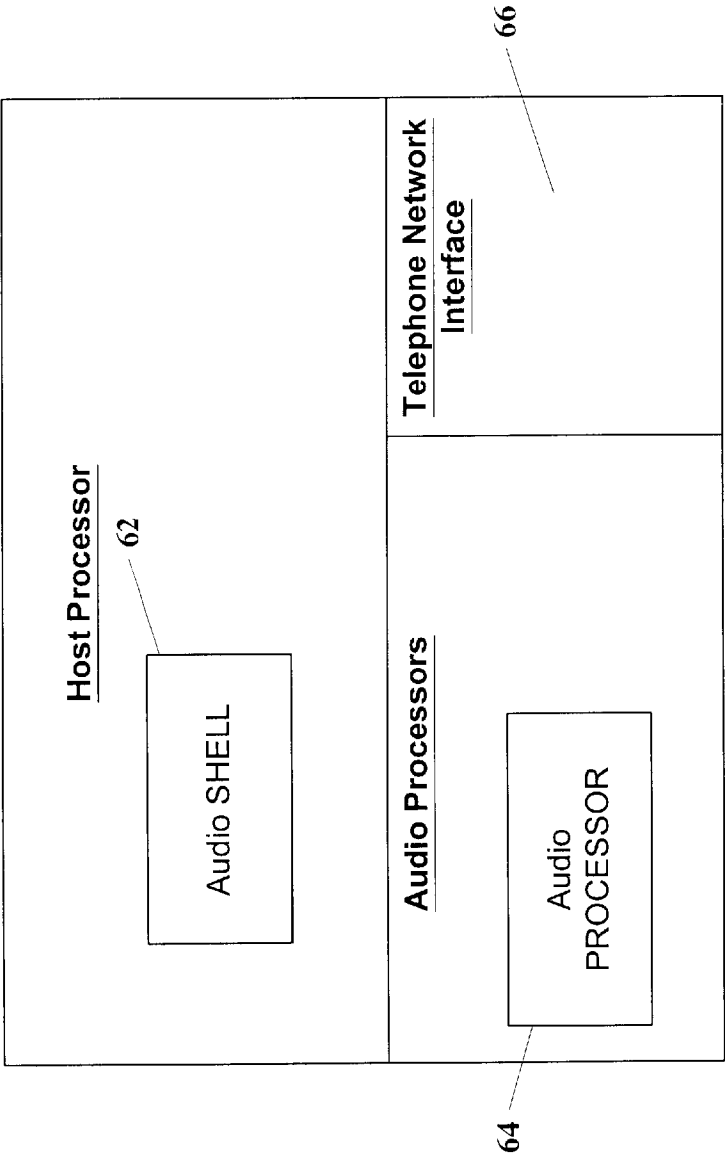 Host Processor
62
Audio SHELL
Audio Processors
Audio
PROCESSOR
64
Telephone Network
Interface
66